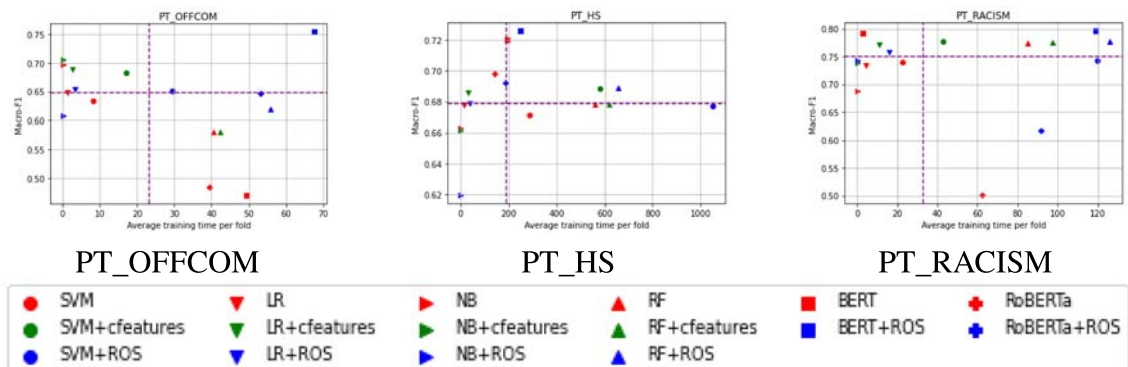 PT_OFFCOM
Macro-F1
0.75
0.70
0.65
0.60
0.55
0.50
0 10 20 30 40 50 60 70
Average training time per fold
PT_HS
Macro-F1
0.72
0.70
0.68
0.66
0.64
0.62
0 200 400 600 800 1000
Average training time per fold
PT_RACISM
Macro-F1
0.80
0.75
0.70
0.65
0.60
0.55
0.50
0 20 40 60 80 100 120
Average training time per fold
PT_OFFCOM PT_HS PT_RACISM
SVM LR NB RF BERT RoBERTa
SVM+cfeatures LR+cfeatures NB+cfeatures RF+cfeatures BERT+ROS RoBERTa+ROS
SVM+ROS LR+ROS NB+ROS RF+ROS